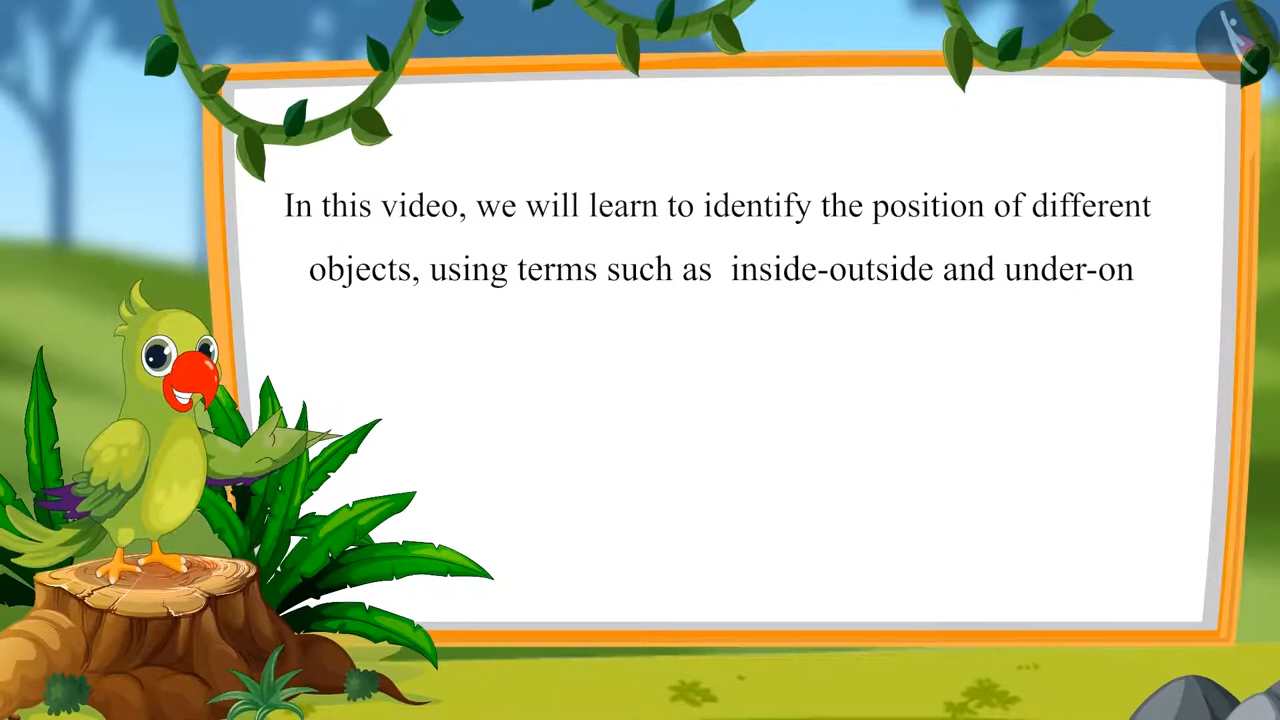 In this video, we will learn to identify the position of different
objects, using terms such as inside-outside and under-on